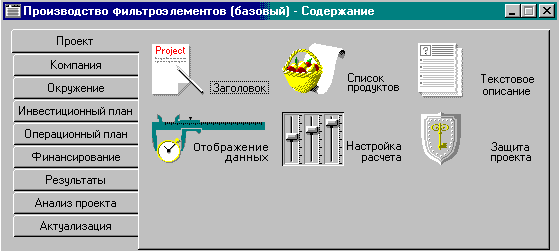 Производство фильтроэлементов (базовый) - Содержание
Проект
Компания
Окружение
Инвестиционный план
Операционный план
Финансирование
Результаты
Анализ проекта
Актуализация
Project
Заголовок
Список
продуктов
?
Текстовое
описание
Отображение
данных
Настройка
расчета
Защита
проекта